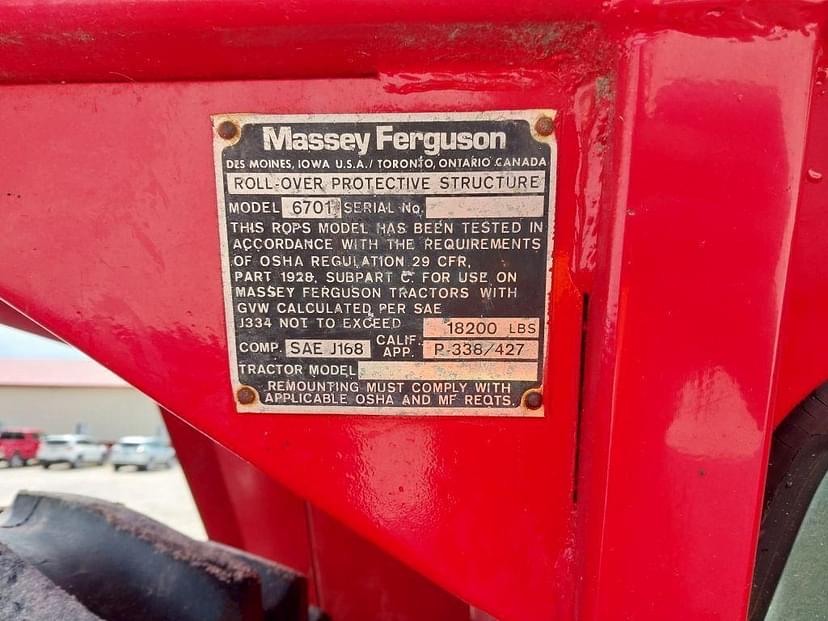 Massey Ferguson
DES MOINES, IOWA U.S.A./TORONTO, ONTARIO CANADA
ROLL-OVER PROTECTIVE STRUCTURE
MODEL 6701 SERIAL No.
THIS ROPS MODEL HAS BEEN TESTED IN
ACCORDANCE WITH THE REQUIREMENTS
OF OSHA REGULATION 29 CFR,
PART 1928, SUBPART C. FOR USE ON
MASSEY FERGUSON TRACTORS WITH
GVW CALCULATED PER SAE
J334 NOT TO EXCEED 18200 LBS
COMP. SAE J168 CALIF. APP. P-338/427
TRACTOR MODEL
REMOUNTING MUST COMPLY WITH
APPLICABLE OSHA AND MF REQTS.